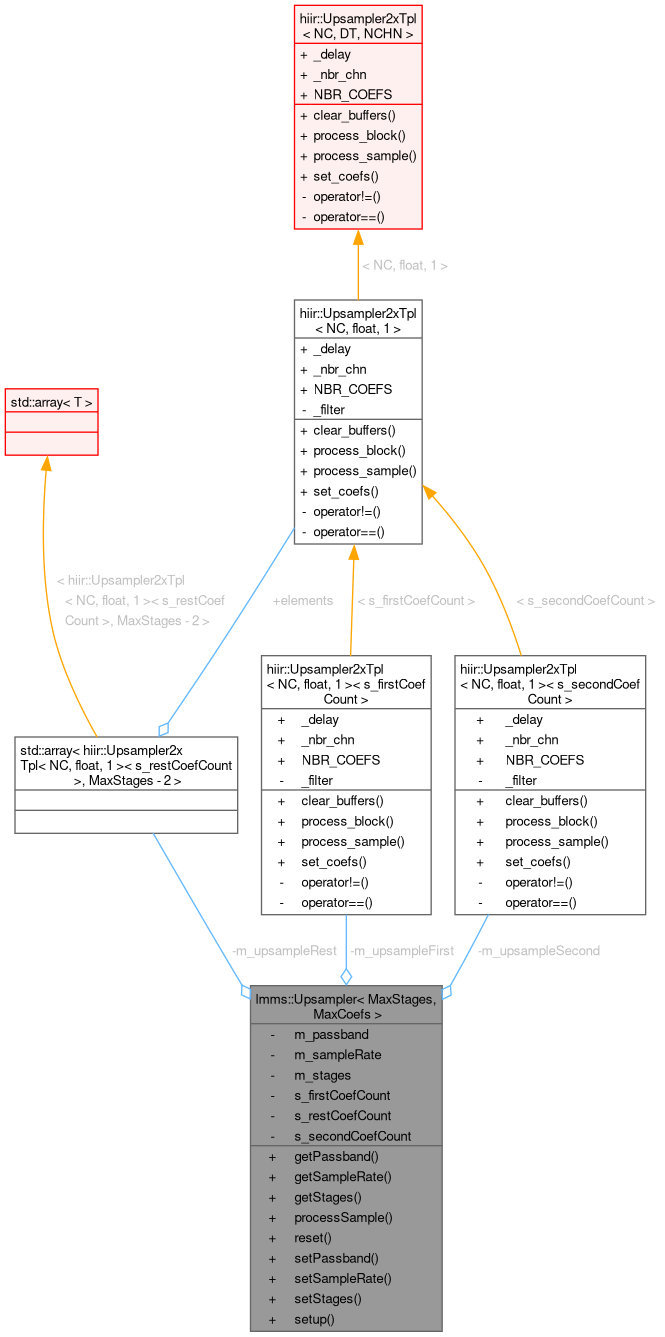 hiir::Upsampler2xTpl
< NC, DT, NCHN >
+ _delay
+ _nbr_chn
+ NBR_COEFS
+ clear_buffers()
+ process_block()
+ process_sample()
+ set_coefs()
- operator!=()
- operator==()
< NC, float, 1 >
hiir::Upsampler2xTpl
< NC, float, 1 >
+ _delay
+ _nbr_chn
+ NBR_COEFS
- _filter
+ clear_buffers()
+ process_block()
+ process_sample()
+ set_coefs()
- operator!=()
- operator==()
std::array< T >
< hiir::Upsampler2xTpl
< NC, float, 1 >< s_restCoef
Count >, MaxStages - 2 >
+elements
< s_firstCoefCount >
< s_secondCoefCount >
std::array< hiir::Upsampler2x
Tpl< NC, float, 1 >< s_restCoefCount
>, MaxStages - 2 >
hiir::Upsampler2xTpl
< NC, float, 1 >< s_firstCoef
Count >
+ _delay
+ _nbr_chn
+ NBR_COEFS
- _filter
+ clear_buffers()
+ process_block()
+ process_sample()
+ set_coefs()
- operator!=()
- operator==()
hiir::Upsampler2xTpl
< NC, float, 1 >< s_secondCoef
Count >
+ _delay
+ _nbr_chn
+ NBR_COEFS
- _filter
+ clear_buffers()
+ process_block()
+ process_sample()
+ set_coefs()
- operator!=()
- operator==()
-m_upsampleRest
-m_upsampleFirst
-m_upsampleSecond
lmms::Upsampler< MaxStages,
MaxCoefs >
- m_passband
- m_sampleRate
- m_stages
- s_firstCoefCount
- s_restCoefCount
- s_secondCoefCount
+ getPassband()
+ getSampleRate()
+ getStages()
+ processSample()
+ reset()
+ setPassband()
+ setSampleRate()
+ setStages()
+ setup()